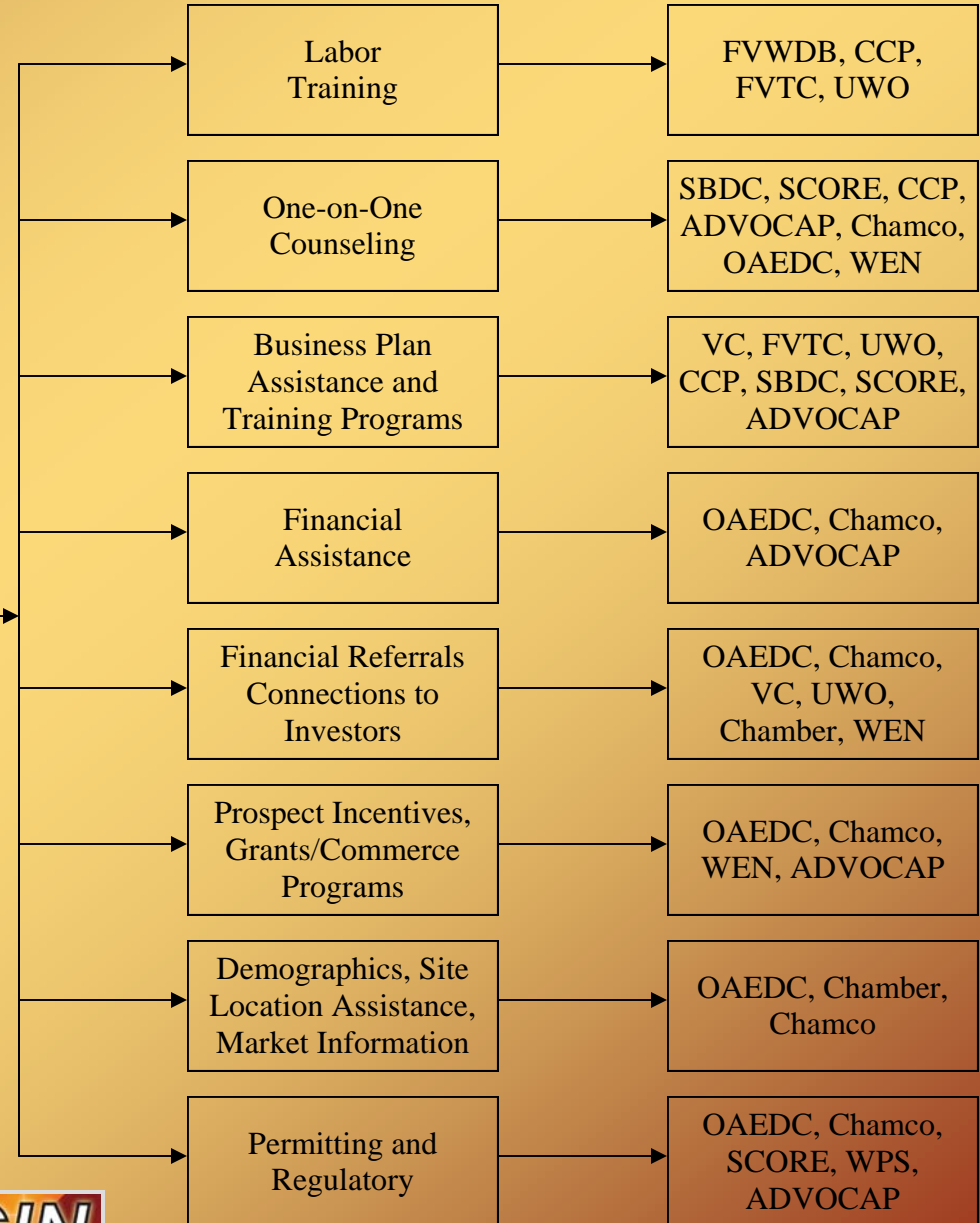 Labor
Training
FVWDB, CCP,
FVTC, UWO
One-on-One
Counseling
SBDC, SCORE, CCP,
ADVOCAP, Chamco,
OAEDC, WEN
Business Plan
Assistance and
Training Programs
VC, FVTC, UWO,
CCP, SBDC, SCORE,
ADVOCAP
Financial
Assistance
OAEDC, Chamco,
ADVOCAP
Financial Referrals
Connections to
Investors
OAEDC, Chamco,
VC, UWO,
Chamber, WEN
Prospect Incentives,
Grants/Commerce
Programs
OAEDC, Chamco,
WEN, ADVOCAP
Demographics, Site
Location Assistance,
Market Information
OAEDC, Chamber,
Chamco
Permitting and
Regulatory
OAEDC, Chamco,
SCORE, WPS,
ADVOCAP